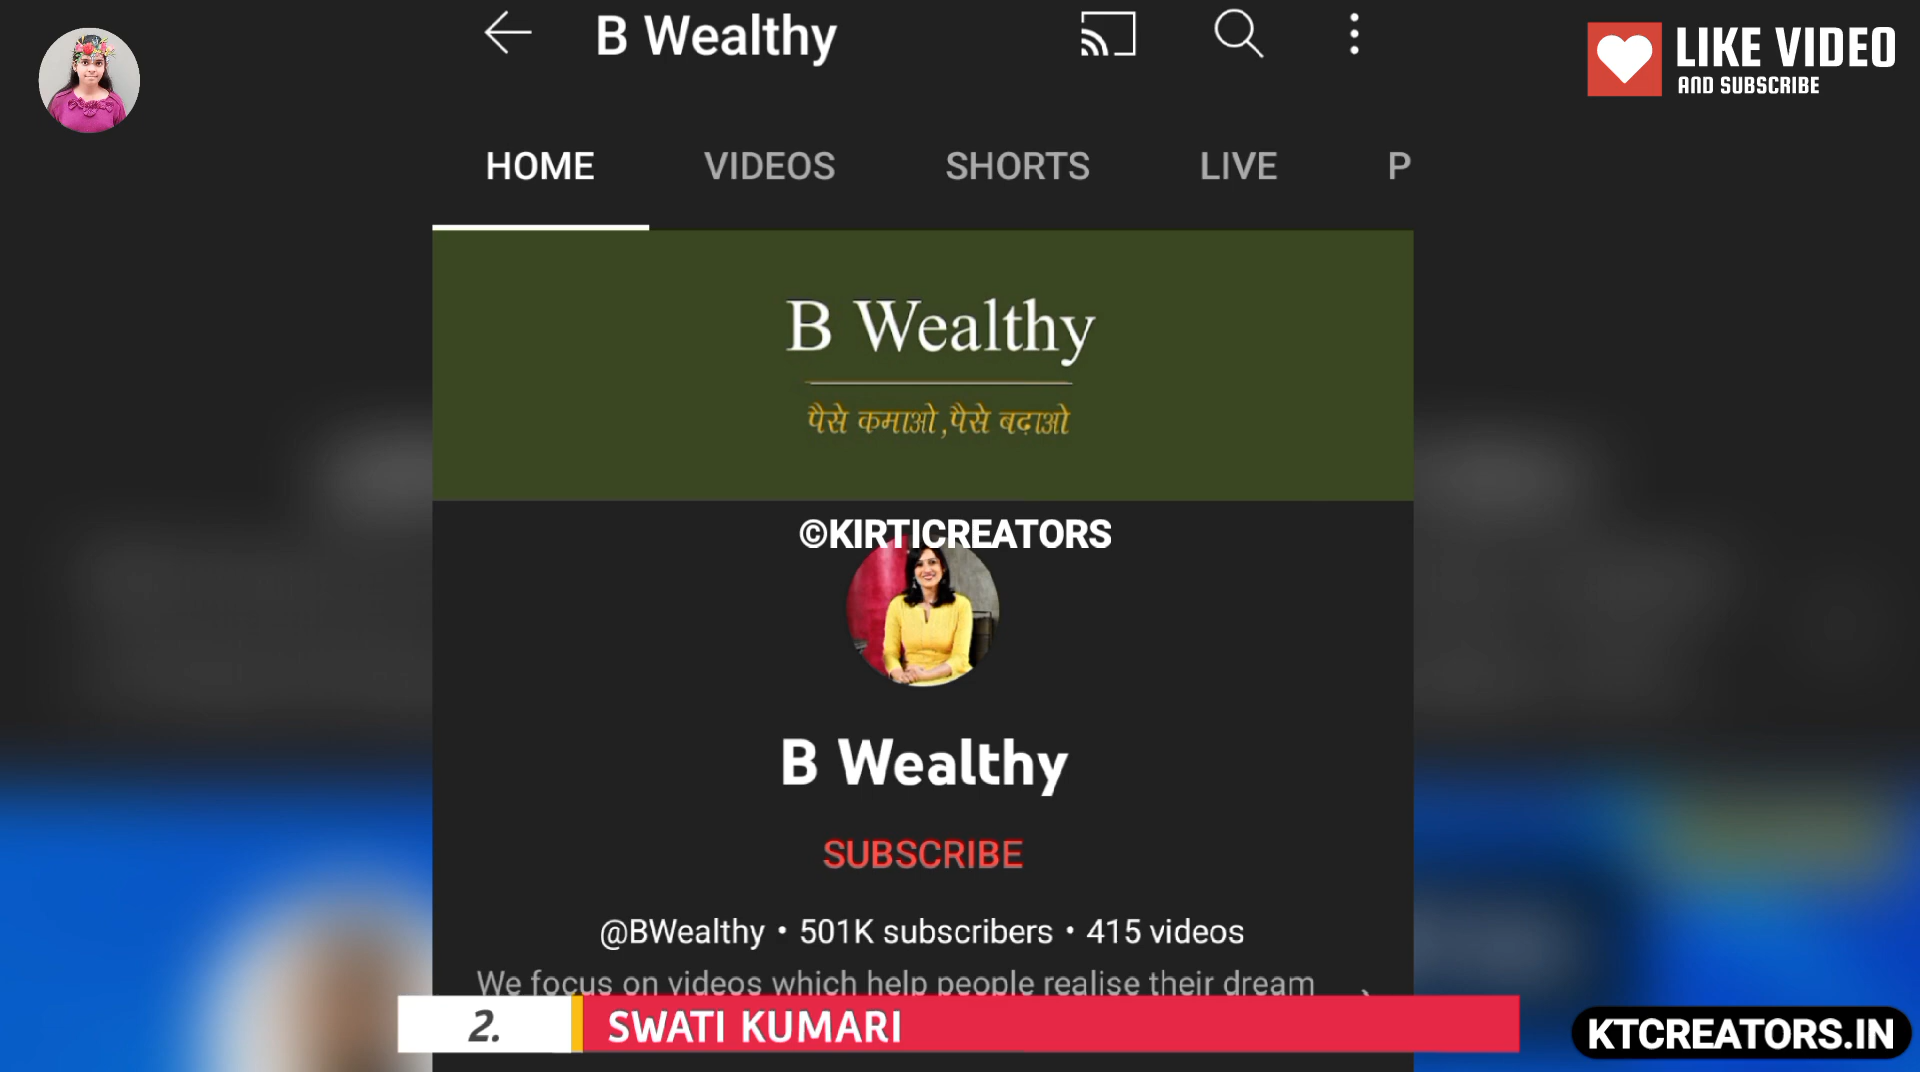 B Wealthy
LIKE VIDEO
AND SUBSCRIBE
HOME VIDEOS SHORTS LIVE P
B Wealthy
पैसे कमाओ,पैसे बढ़ाओ
©KIRTICREATORS
B Wealthy
SUBSCRIBE
@BWealthy • 501K subscribers • 415 videos
We focus on videos which help people realise their dream
2. SWATI KUMARI
KTCREATORS.IN